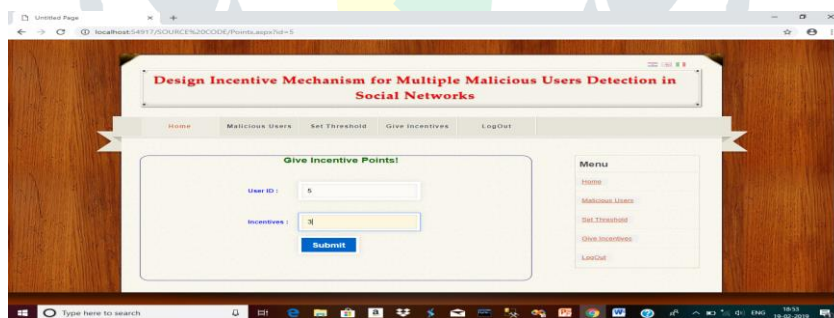 Untitled Page
localhost:54917/SOURCE%20CODE/Points.aspx?id=5
Design Incentive Mechanism for Multiple Malicious Users Detection in
Social Networks
Home Malicious Users Set Threshold Give Incentives LogOut
Give Incentive Points!
User ID : 5
Incentives : 3
Submit
Menu
Home
Malicious Users
Set Threshold
Give Incentives
LogOut
Type here to search
ENG
18:53
19-02-2019